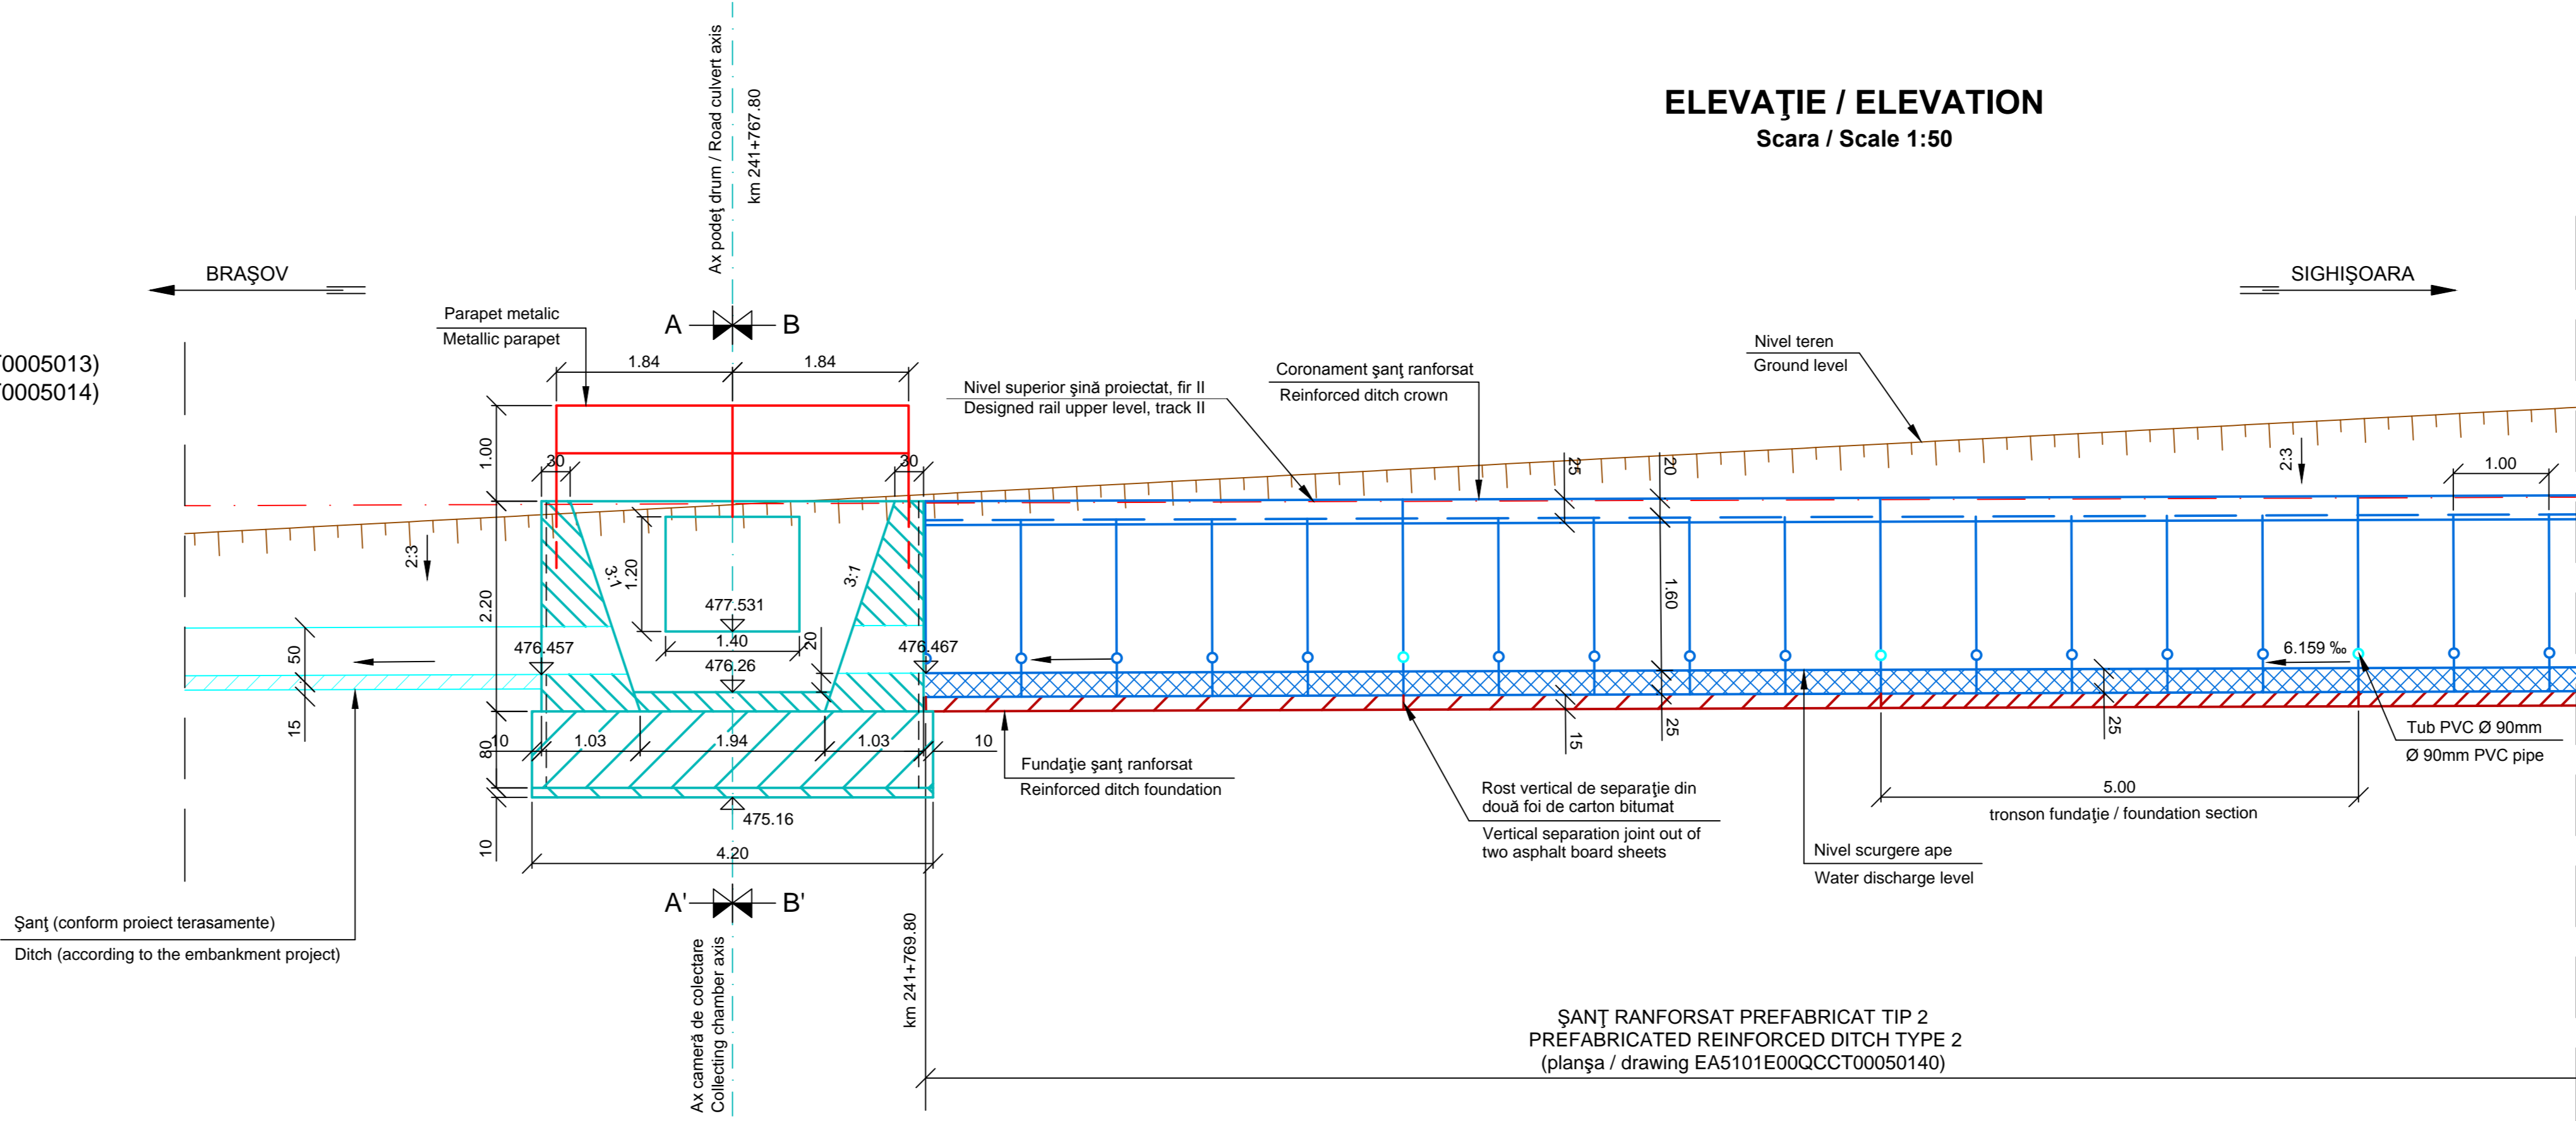 ELEVAŢIE / ELEVATION
Scara / Scale 1:50
Ax podeţ drum / Road culvert axis
km 241+767.80
BRAŞOV
SIGHIŞOARA
T0005013)
T0005014)
Parapet metalic
Metallic parapet
A
B
1.84
1.84
Nivel superior şină proiectat, fir II
Designed rail upper level, track II
Coronament şanţ ranforsat
Reinforced ditch crown
Nivel teren
Ground level
1.00
30
30
25
20
2:3
1.00
2:3
3:1
1.20
3:1
2.20
477.531
1.60
50
476.457
1.40
20
476.467
476.26
6.159 ‰
15
80
10
1.03
1.94
1.03
10
15
25
25
Tub PVC Ø 90mm
Ø 90mm PVC pipe
Fundaţie şanţ ranforsat
Reinforced ditch foundation
475.16
10
4.20
Rost vertical de separaţie din
două foi de carton bitumat
Vertical separation joint out of
two asphalt board sheets
5.00
tronson fundaţie / foundation section
Nivel scurgere ape
Water discharge level
A'
B'
Şanţ (conform proiect terasamente)
Ditch (according to the embankment project)
Ax cameră de colectare
Collecting chamber axis
km 241+769.80
ŞANŢ RANFORSAT PREFABRICAT TIP 2
PREFABRICATED REINFORCED DITCH TYPE 2
(planşa / drawing EA5101E00QCCT00050140)